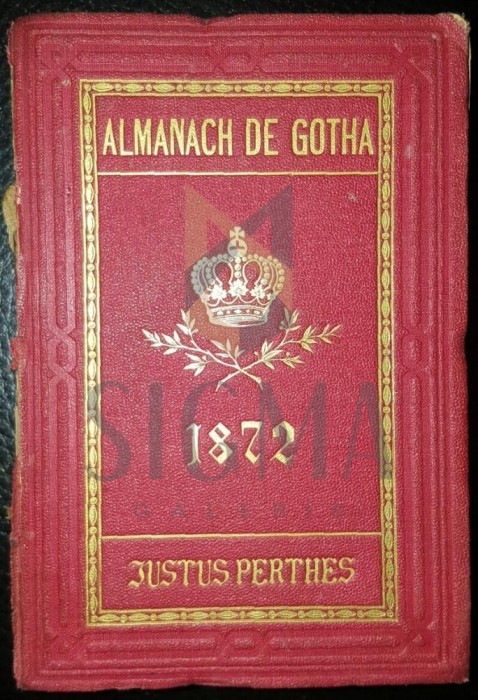 ALMANACH DE GOTHA
1872
SIGMA
GALERIE
JUSTUS PERTHES